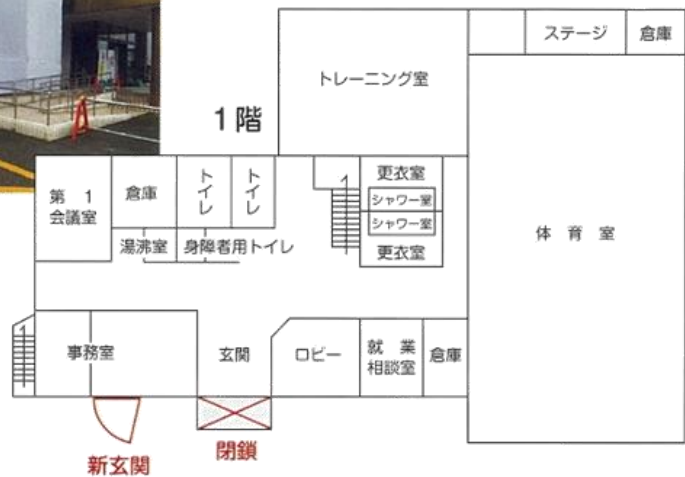 1階
トレーニング室
ステージ
倉庫
第 1
会議室
倉庫
トイレ
トイレ
更衣室
シャワー室
シャワー室
更衣室
湯沸室
身障者用トイレ
体 育 室
事務室
玄関
ロビー
就 業
相談室
倉庫
新玄関
閉鎖